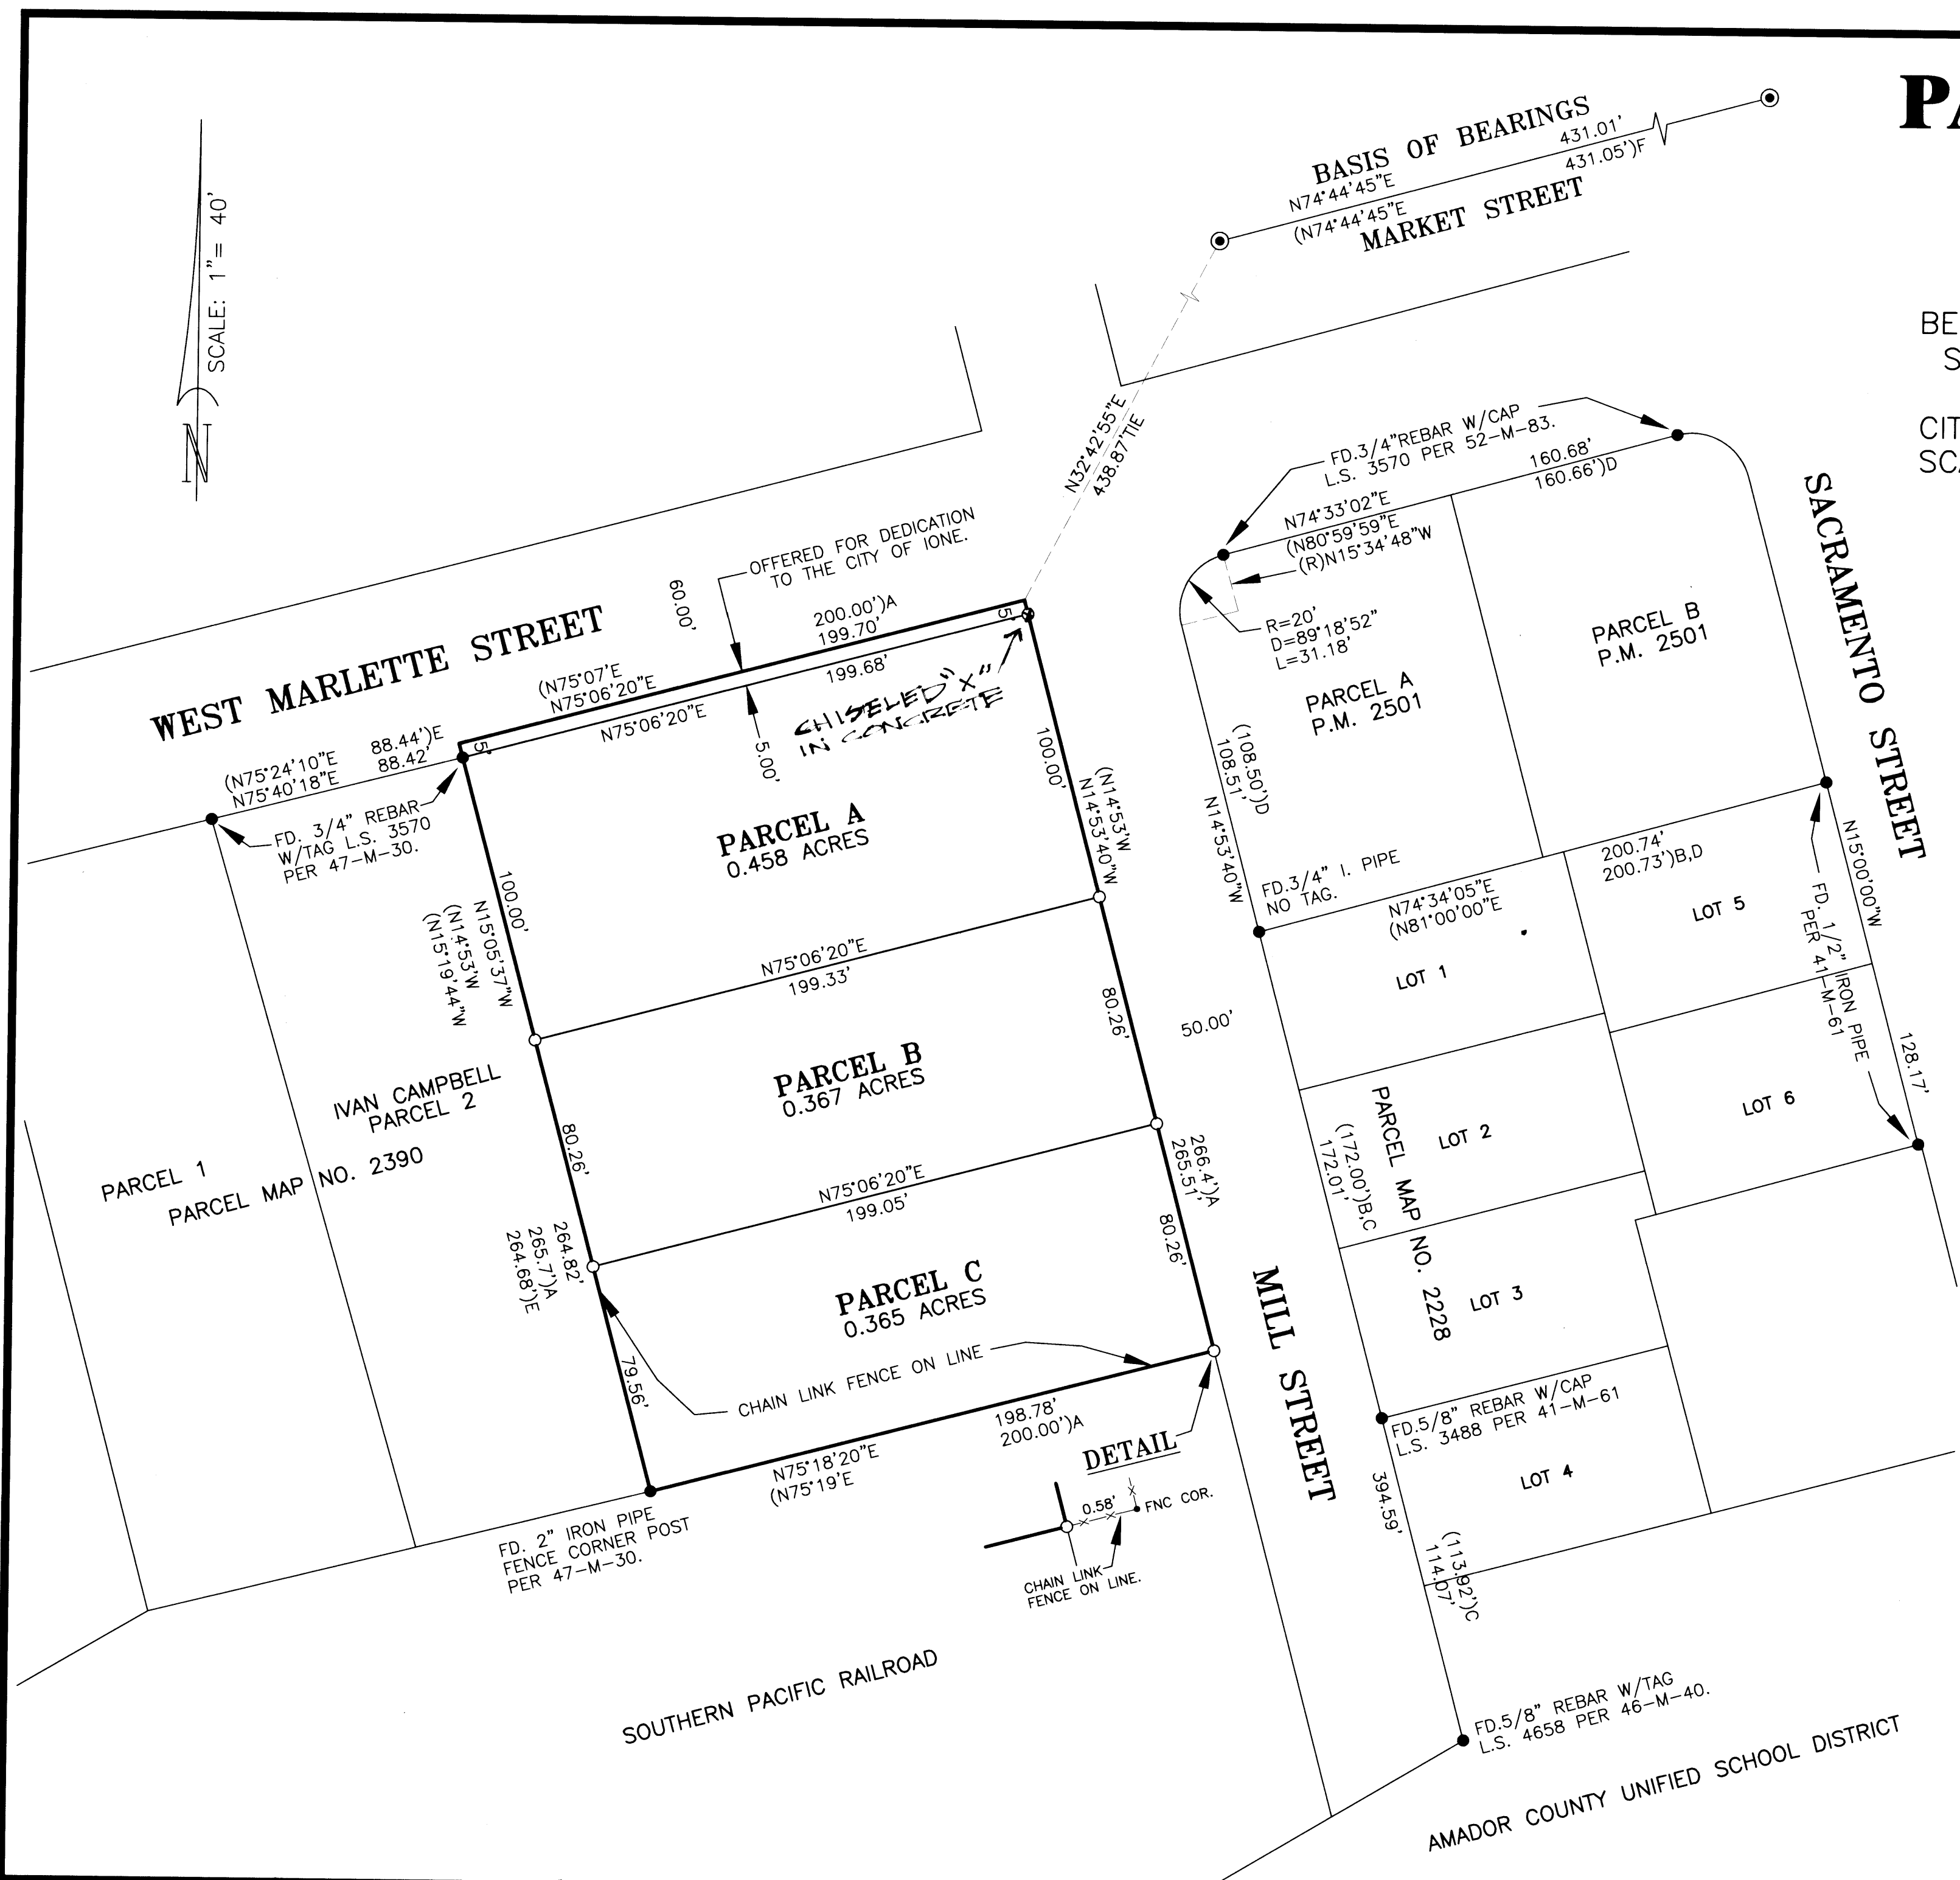 PA
BE
S
CIT
SCA
SCALE: 1"= 40'
N
BASIS OF BEARINGS
431.01'
N74°44'45"E
431.05')F
(N74°44'45"E
MARKET STREET
N32°42'55"E
438.87'TIE
FD.3/4"REBAR W/CAP
L.S. 3570 PER 52-M-83.
160.68'
160.66')D
N74°33'02"E
(N80°59'59"E
(R)N15°34'48"W
R=20'
D=89°18'52"
L=31.18'
SACRAMENTO STREET
PARCEL B
P.M. 2501
PARCEL A
P.M. 2501
OFFERED FOR DEDICATION
TO THE CITY OF IONE.
60.00'
WEST MARLETTE STREET
200.00')A
199.70'
(N75°07'E
N75°06'20"E
199.68'
N75°06'20"E
5'
5'
5.00'
CHISELED "X"
IN CONCRETE
(N75°24'10"E 88.44')E
N75°40'18"E 88.42'
FD. 3/4" REBAR
W/TAG L.S. 3570
PER 47-M-30.
PARCEL A
0.458 ACRES
100.00'
(N14°53'W
N14°53'40"W
100.00'
N15°05'37"W
(N14°53'W
(N15°19'44"W
(108.50')D
108.51'
N14°53'40"W
FD.3/4" I. PIPE
NO TAG.
200.74'
200.73')B,D
N74°34'05"E
(N81°00'00"E
N15°00'00"W
FD. 1/2" IRON PIPE
PER 41-M-61
128.17'
LOT 5
LOT 1
LOT 6
LOT 2
LOT 3
LOT 4
N75°06'20"E
199.33'
80.26'
50.00'
PARCEL B
0.367 ACRES
IVAN CAMPBELL
PARCEL 2
PARCEL 1
PARCEL MAP NO. 2390
80.26'
N75°06'20"E
199.05'
266.4')A
265.51'
80.26'
(172.00')B,C
172.01'
PARCEL MAP NO. 2228
264.82'
265.7')A
264.68')E
PARCEL C
0.365 ACRES
79.56'
CHAIN LINK FENCE ON LINE
MILL STREET
198.78'
200.00')A
N75°18'20"E
(N75°19'E
DETAIL
0.58'
FNC COR.
CHAIN LINK
FENCE ON LINE.
FD. 2" IRON PIPE
FENCE CORNER POST
PER 47-M-30.
FD.5/8" REBAR W/CAP
L.S. 3488 PER 41-M-61
394.59'
(113.92')C
114.07'
FD.5/8" REBAR W/TAG
L.S. 4658 PER 46-M-40.
SOUTHERN PACIFIC RAILROAD
AMADOR COUNTY UNIFIED SCHOOL DISTRICT